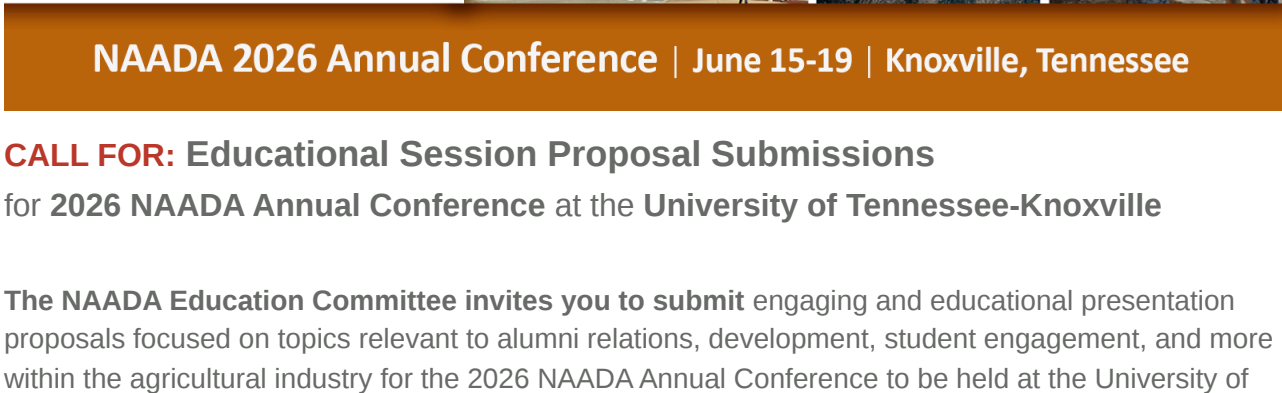 NAADA 2026 Annual Conference | June 15-19 | Knoxville, Tennessee
CALL FOR: Educational Session Proposal Submissions
for 2026 NAADA Annual Conference at the University of Tennessee-Knoxville
The NAADA Education Committee invites you to submit engaging and educational presentation
proposals focused on topics relevant to alumni relations, development, student engagement, and more
within the agricultural industry for the 2026 NAADA Annual Conference to be held at the University of